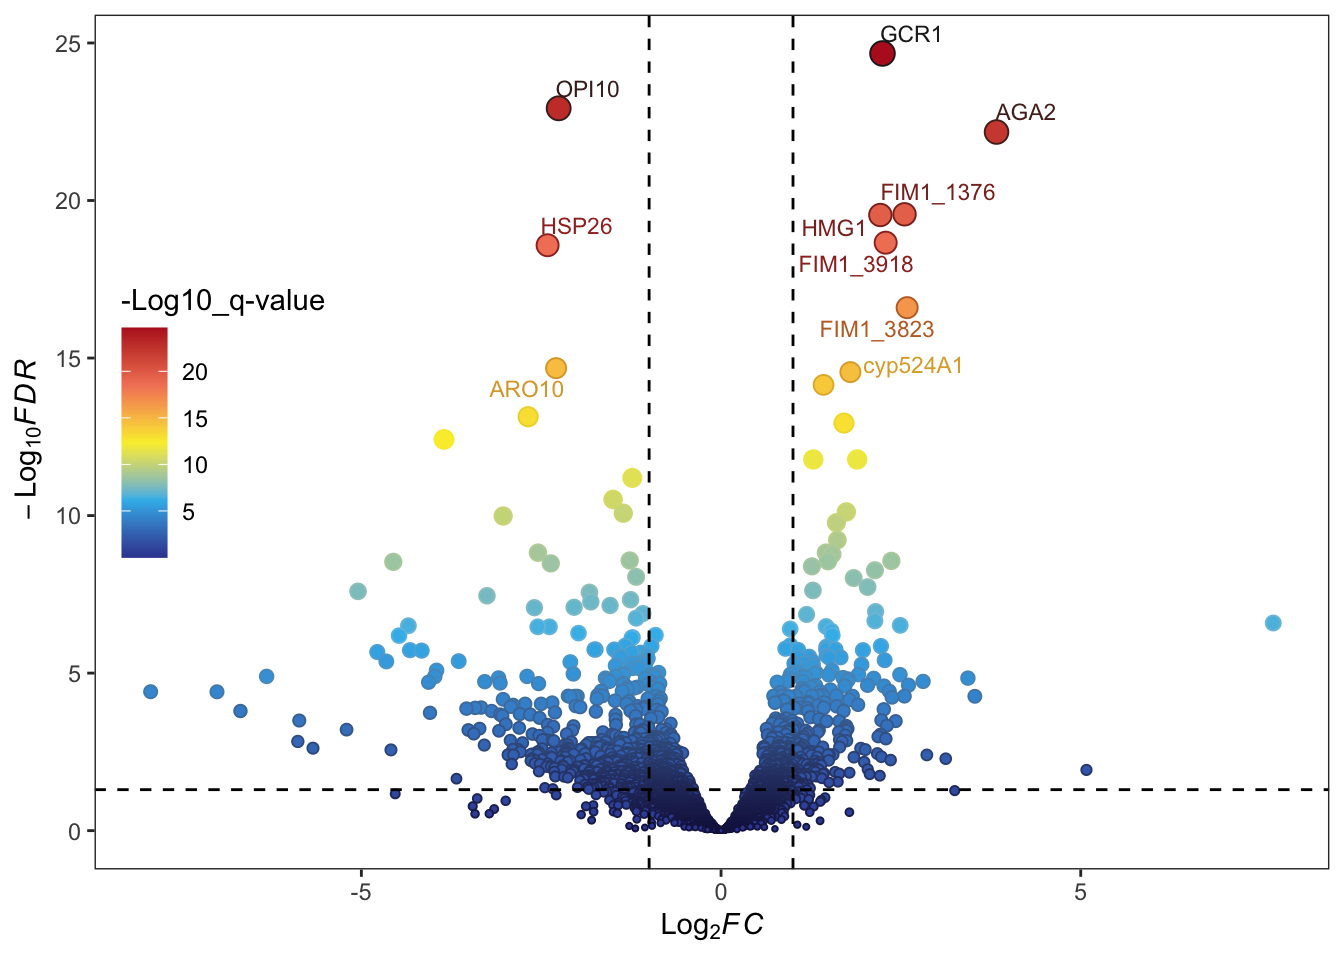 GCR1
OPI10
AGA2
FIM1_1376
HSP26
HMG1
FIM1_3918
FIM1_3823
cyp524A1
ARO10
-Log10_q-value
20
15
10
5
25
20
15
10
5
0
− Log10FDR
-5
0
5
Log2FC